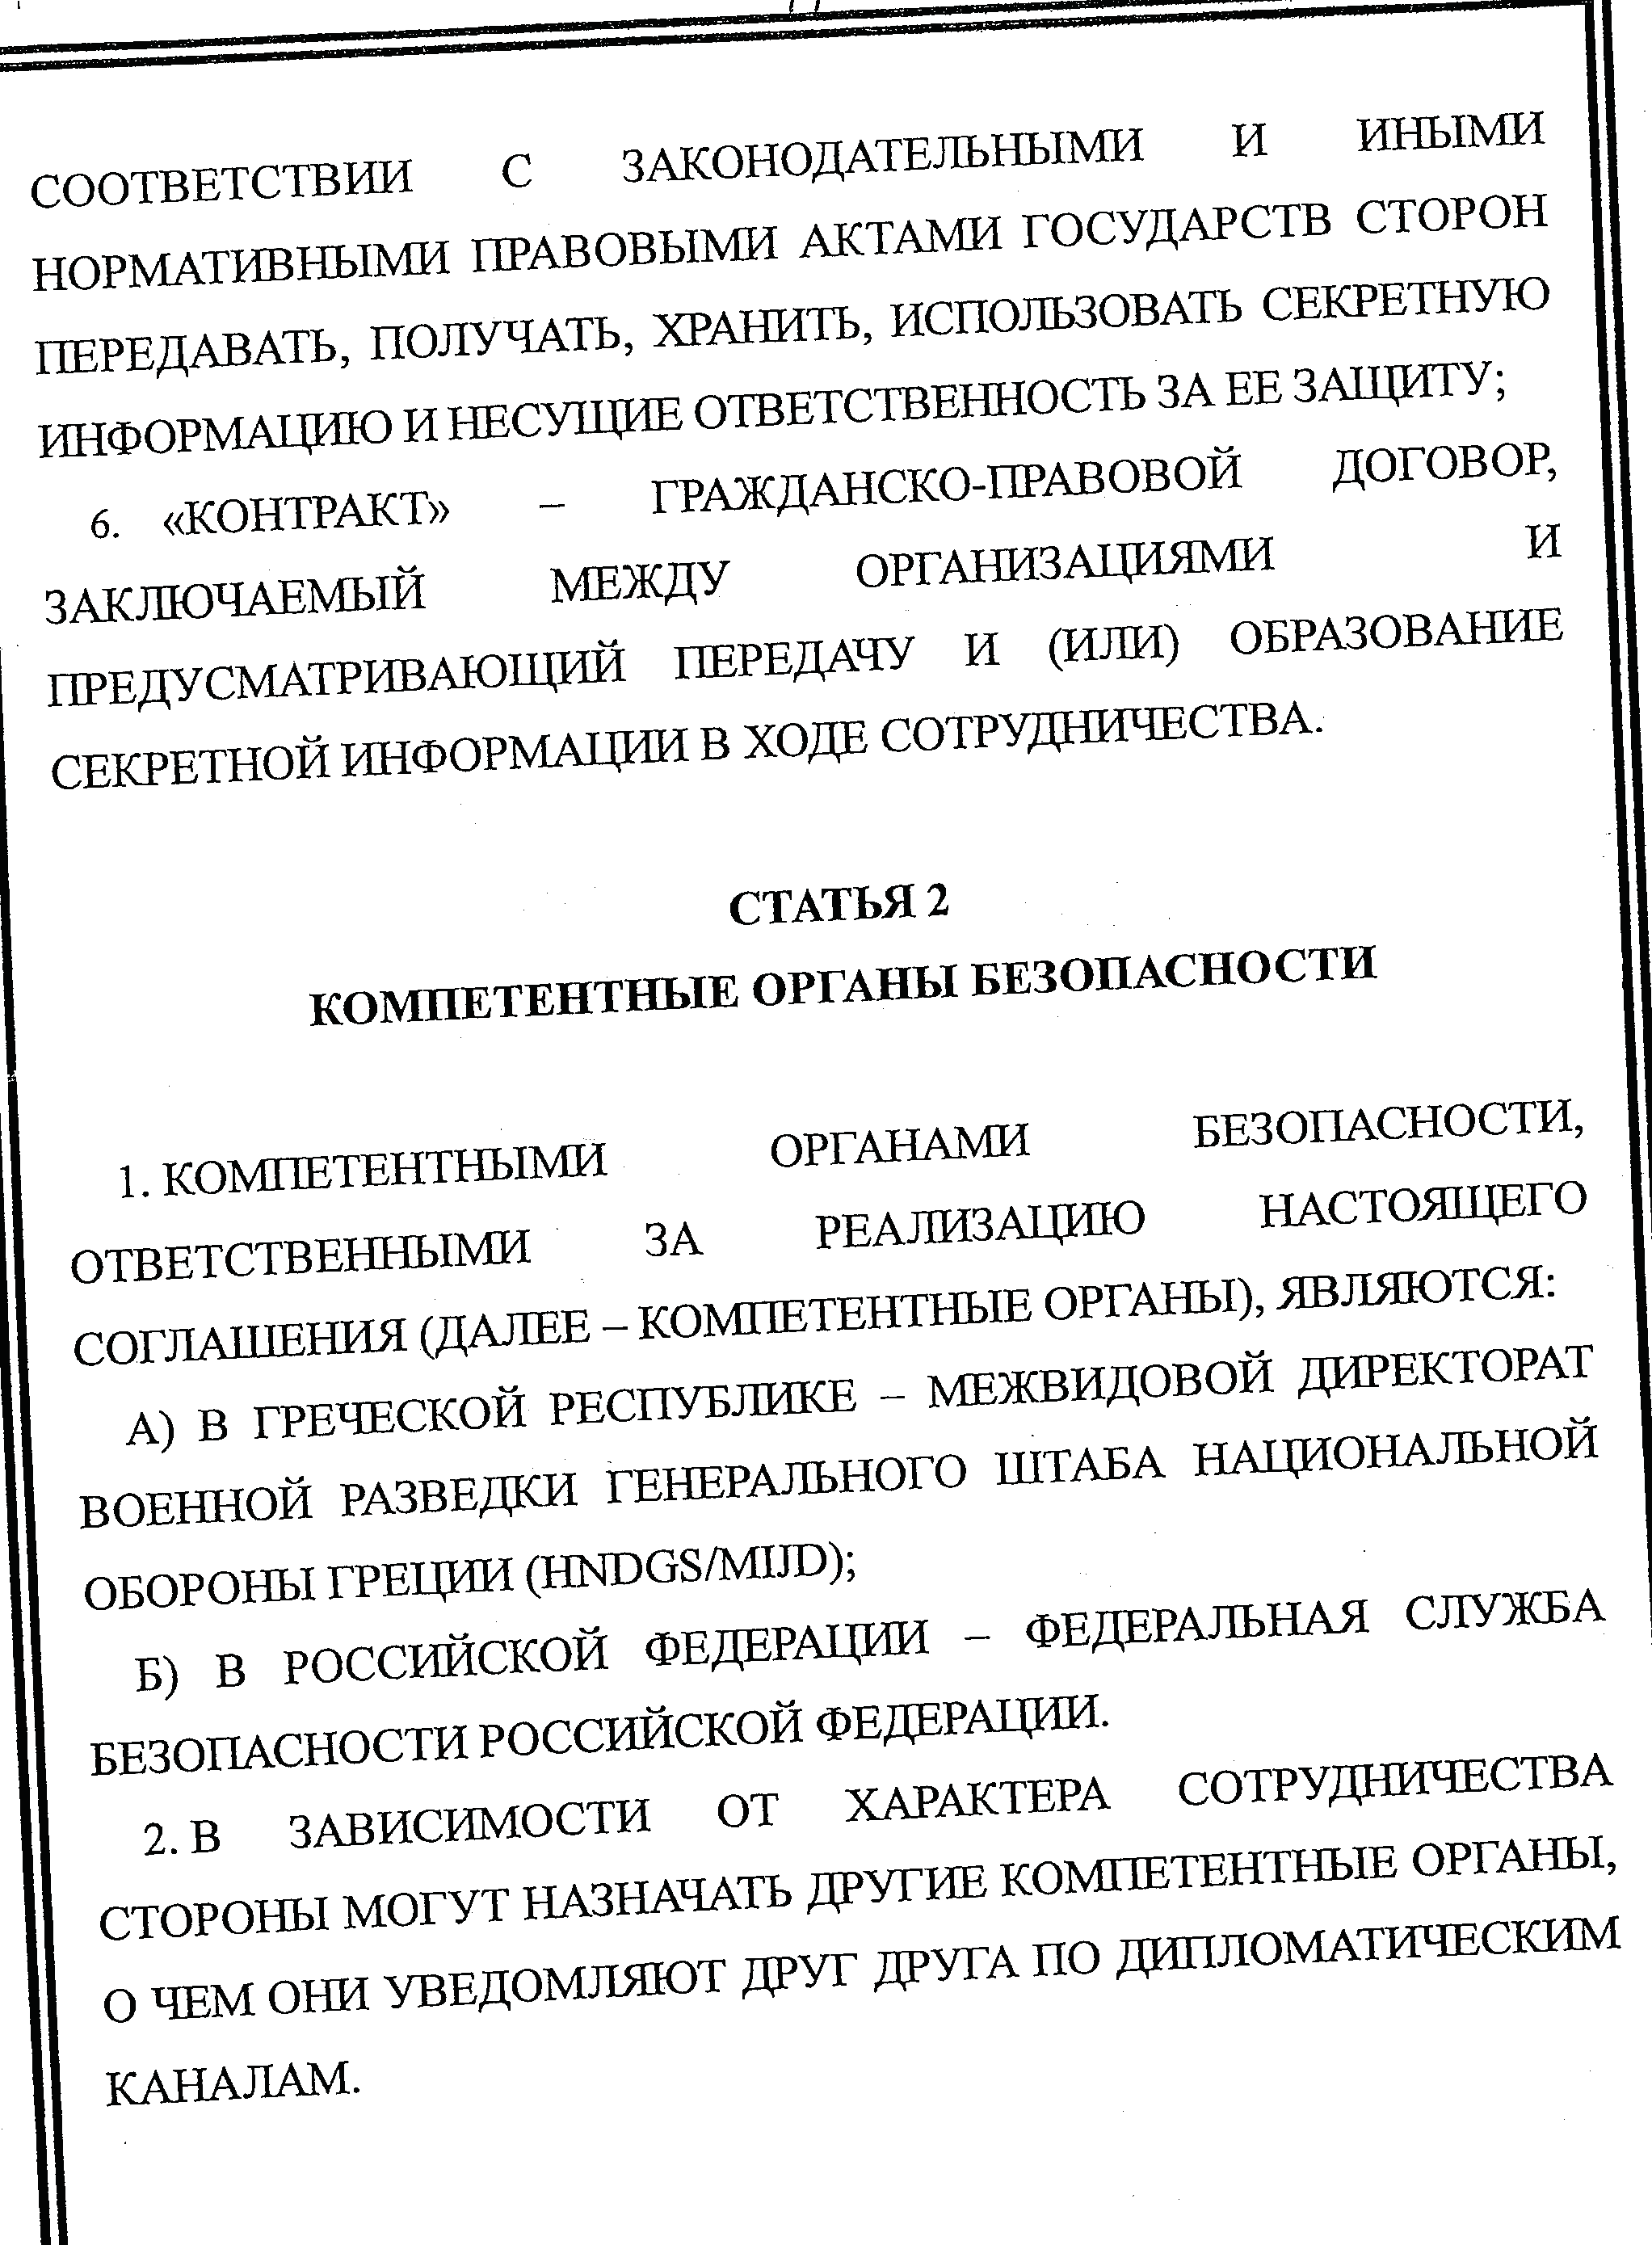 СООТВЕТСТВИИ С ЗАКОНОДАТЕЛЬНЫМИ И ИНЫМИ
НОРМАТИВНЫМИ ПРАВОВЫМИ АКТАМИ ГОСУДАРСТВ СТОРОН
ПЕРЕДАВАТЬ, ПОЛУЧАТЬ, ХРАНИТЬ, ИСПОЛЬЗОВАТЬ СЕКРЕТНУЮ
ИНФОРМАЦИЮ И НЕСУЩИЕ ОТВЕТСТВЕННОСТЬ ЗА ЕЕ ЗАЩИТУ;
6. «КОНТРАКТ» – ГРАЖДАНСКО-ПРАВОВОЙ ДОГОВОР,
ЗАКЛЮЧАЕМЫЙ МЕЖДУ ОРГАНИЗАЦИЯМИ И
ПРЕДУСМАТРИВАЮЩИЙ ПЕРЕДАЧУ И (ИЛИ) ОБРАЗОВАНИЕ
СЕКРЕТНОЙ ИНФОРМАЦИИ В ХОДЕ СОТРУДНИЧЕСТВА.
СТАТЬЯ 2
КОМПЕТЕНТНЫЕ ОРГАНЫ БЕЗОПАСНОСТИ
1. КОМПЕТЕНТНЫМИ ОРГАНАМИ БЕЗОПАСНОСТИ,
ОТВЕТСТВЕННЫМИ ЗА РЕАЛИЗАЦИЮ НАСТОЯЩЕГО
СОГЛАШЕНИЯ (ДАЛЕЕ – КОМПЕТЕНТНЫЕ ОРГАНЫ), ЯВЛЯЮТСЯ:
А) В ГРЕЧЕСКОЙ РЕСПУБЛИКЕ – МЕЖВИДОВОЙ ДИРЕКТОРАТ
ВОЕННОЙ РАЗВЕДКИ ГЕНЕРАЛЬНОГО ШТАБА НАЦИОНАЛЬНОЙ
ОБОРОНЫ ГРЕЦИИ (HNDGS/MIJD);
Б) В РОССИЙСКОЙ ФЕДЕРАЦИИ – ФЕДЕРАЛЬНАЯ СЛУЖБА
БЕЗОПАСНОСТИ РОССИЙСКОЙ ФЕДЕРАЦИИ.
2. В ЗАВИСИМОСТИ ОТ ХАРАКТЕРА СОТРУДНИЧЕСТВА
СТОРОНЫ МОГУТ НАЗНАЧАТЬ ДРУГИЕ КОМПЕТЕНТНЫЕ ОРГАНЫ,
О ЧЕМ ОНИ УВЕДОМЛЯЮТ ДРУГ ДРУГА ПО ДИПЛОМАТИЧЕСКИМ
КАНАЛАМ.